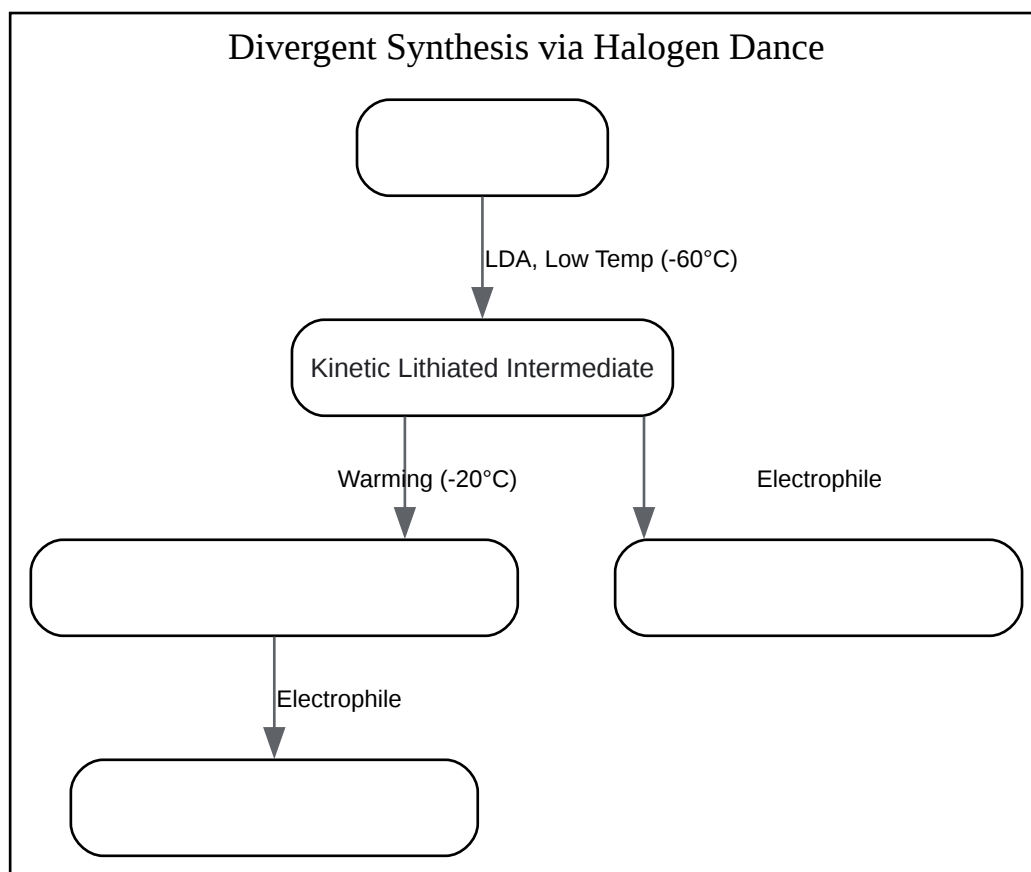 Divergent Synthesis via Halogen Dance
LDA, Low Temp (-60°C)
Kinetic Lithiated Intermediate
Warming (-20°C)
Electrophile
Electrophile